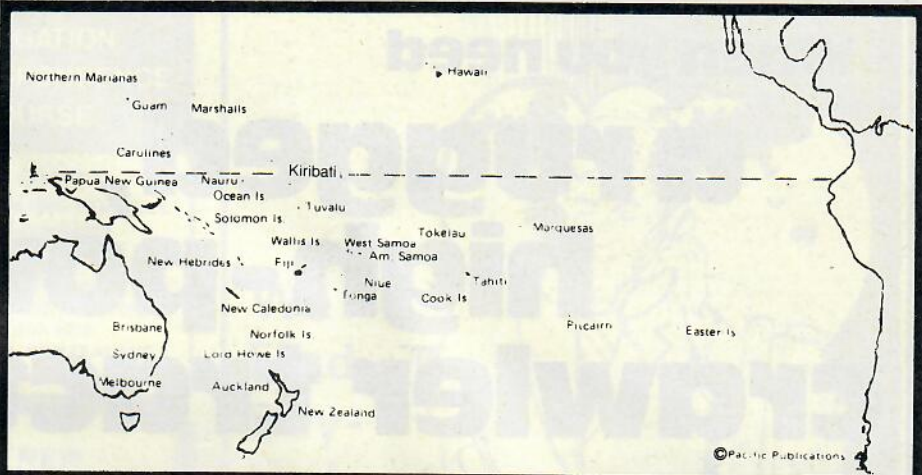 Hawaii
Northern Marianas
Guam
Marshalls
Carolines
Kiribati
Papua New Guinea
Nauru
Ocean Is
Tuvalu
Solomon Is.
Tokelau
Marquesas
Wallis Is
West Samoa
Am. Samoa
New Hebrides
Fiji
Niue
Tahiti
Tonga
Cook Is
New Caledonia
Pitcairn
Easter Is
Brisbane
Norfolk Is
Sydney
Lord Howe Is
Melbourne
Auckland
New Zealand
©Pacific Publications